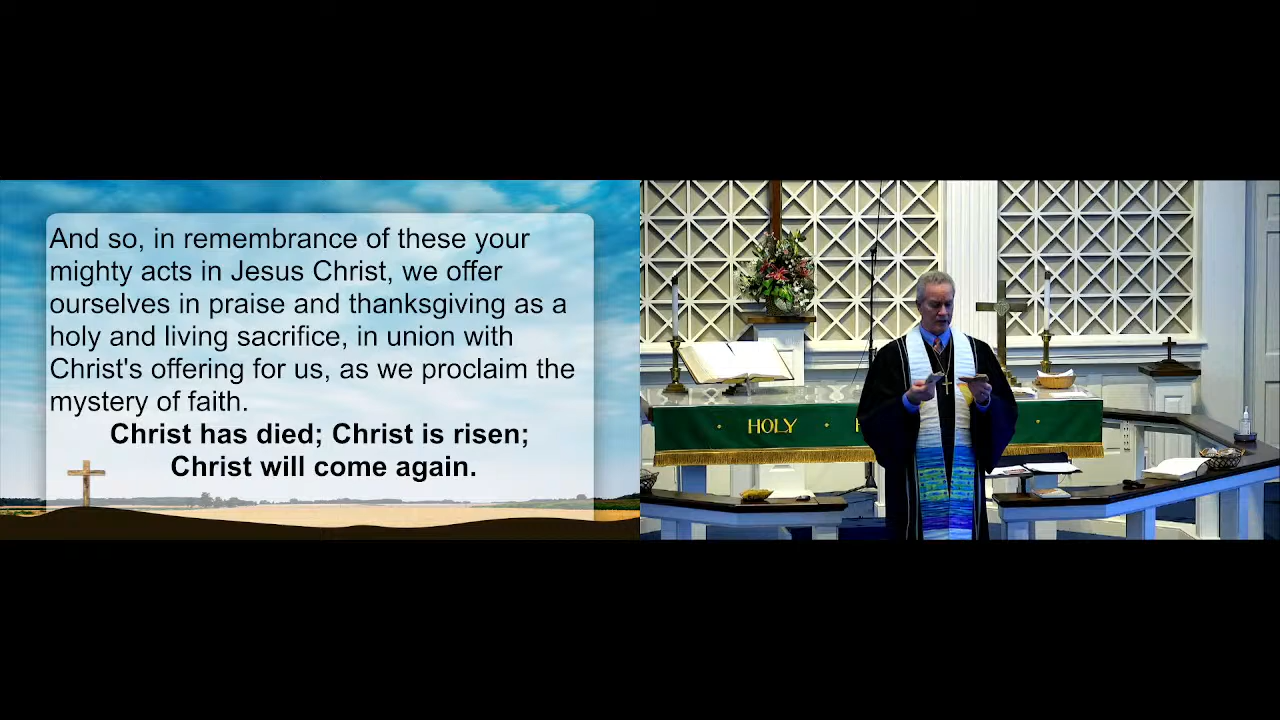 And so, in remembrance of these your
mighty acts in Jesus Christ, we offer
ourselves in praise and thanksgiving as a
holy and living sacrifice, in union with
Christ's offering for us, as we proclaim the
mystery of faith.
Christ has died; Christ is risen;
Christ will come again.
HOLY